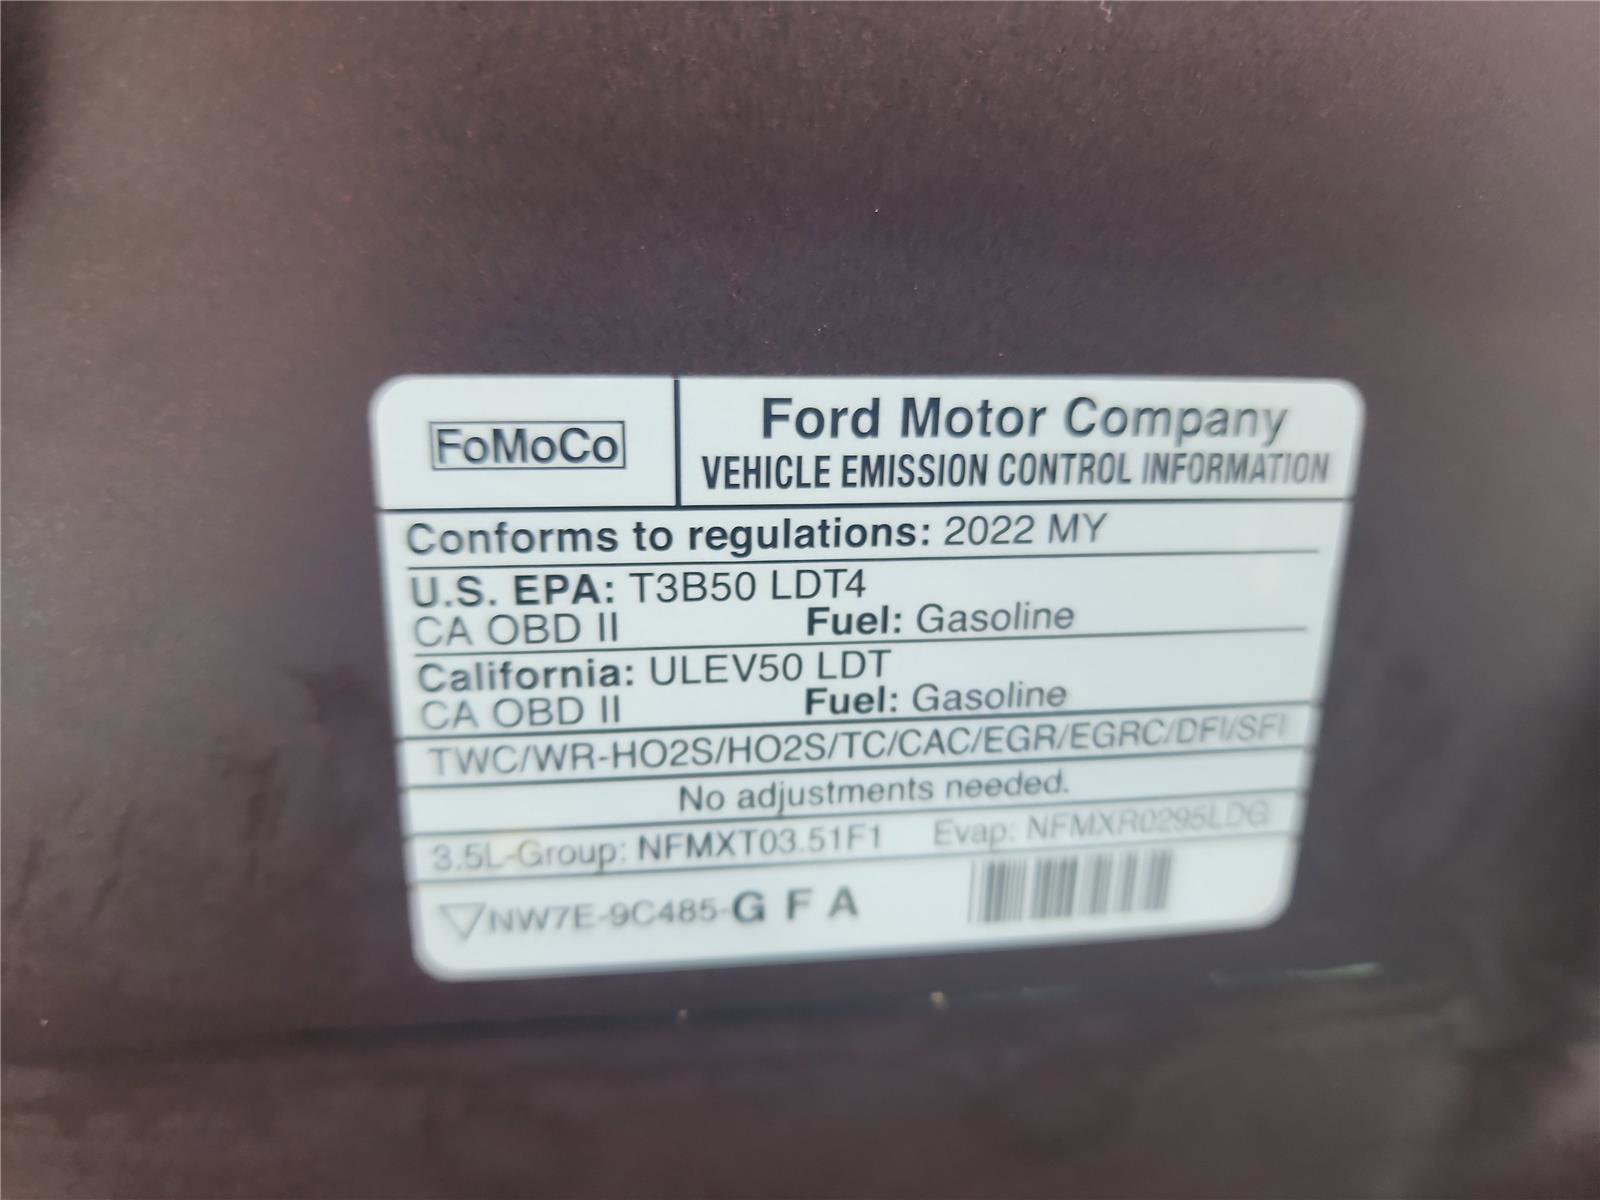 FoMoCo
Ford Motor Company
VEHICLE EMISSION CONTROL INFORMATION
Conforms to regulations: 2022 MY
U.S. EPA: T3B50 LDT4
CA OBD II Fuel: Gasoline
California: ULEV50 LDT
CA OBD II Fuel: Gasoline
TWC/WR-HO2S/HO2S/TC/CAC/EGR/EGRC/DFI/SFI
No adjustments needed.
3.5L-Group: NFMXT03.51F1 Evap: NFMXR0295LDG
NW7E-9C485-G F A